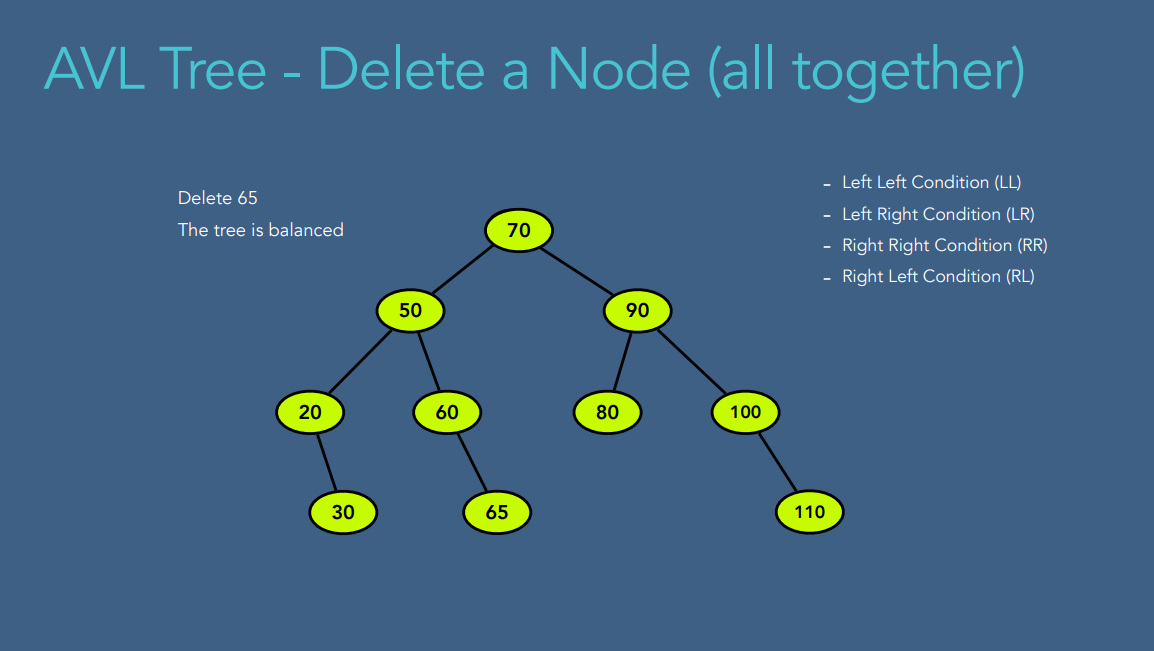 AVL Tree - Delete a Node (all together)
Delete 65
The tree is balanced
- Left Left Condition (LL)
- Left Right Condition (LR)
- Right Right Condition (RR)
- Right Left Condition (RL)
70
50 90
20 60 80 100
30 65 110